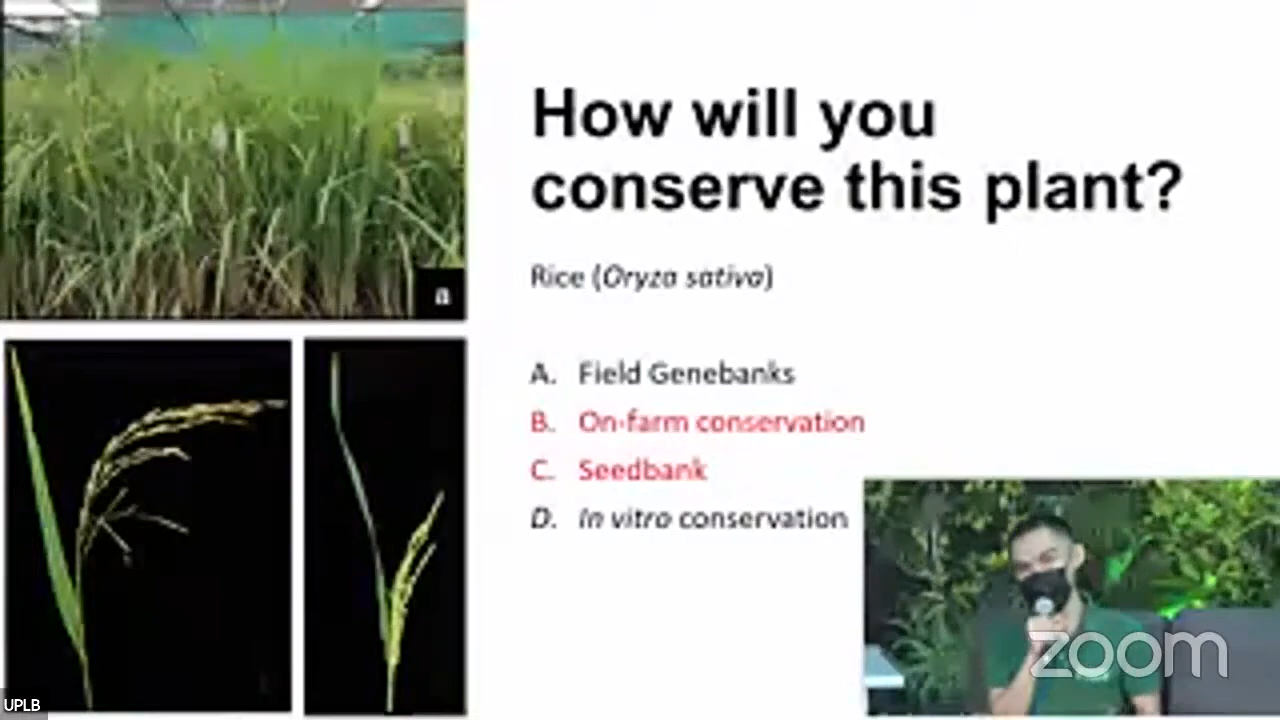 How will you
conserve this plant?
Rice (Oryza sativa)
a
A. Field Genebanks
B. On-farm conservation
C. Seedbank
D. In vitro conservation
zoom
UPLB